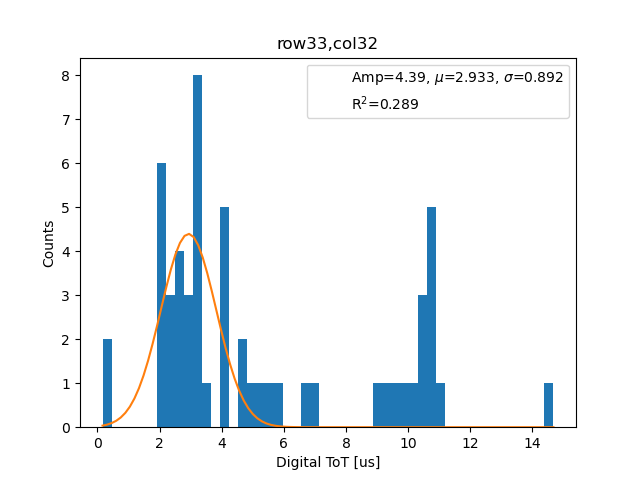 row33,col32
Amp=4.39, μ=2.933, σ=0.892
R²=0.289
8
7
6
5
4
3
2
1
0
Counts
0 2 4 6 8 10 12 14
Digital ToT [us]